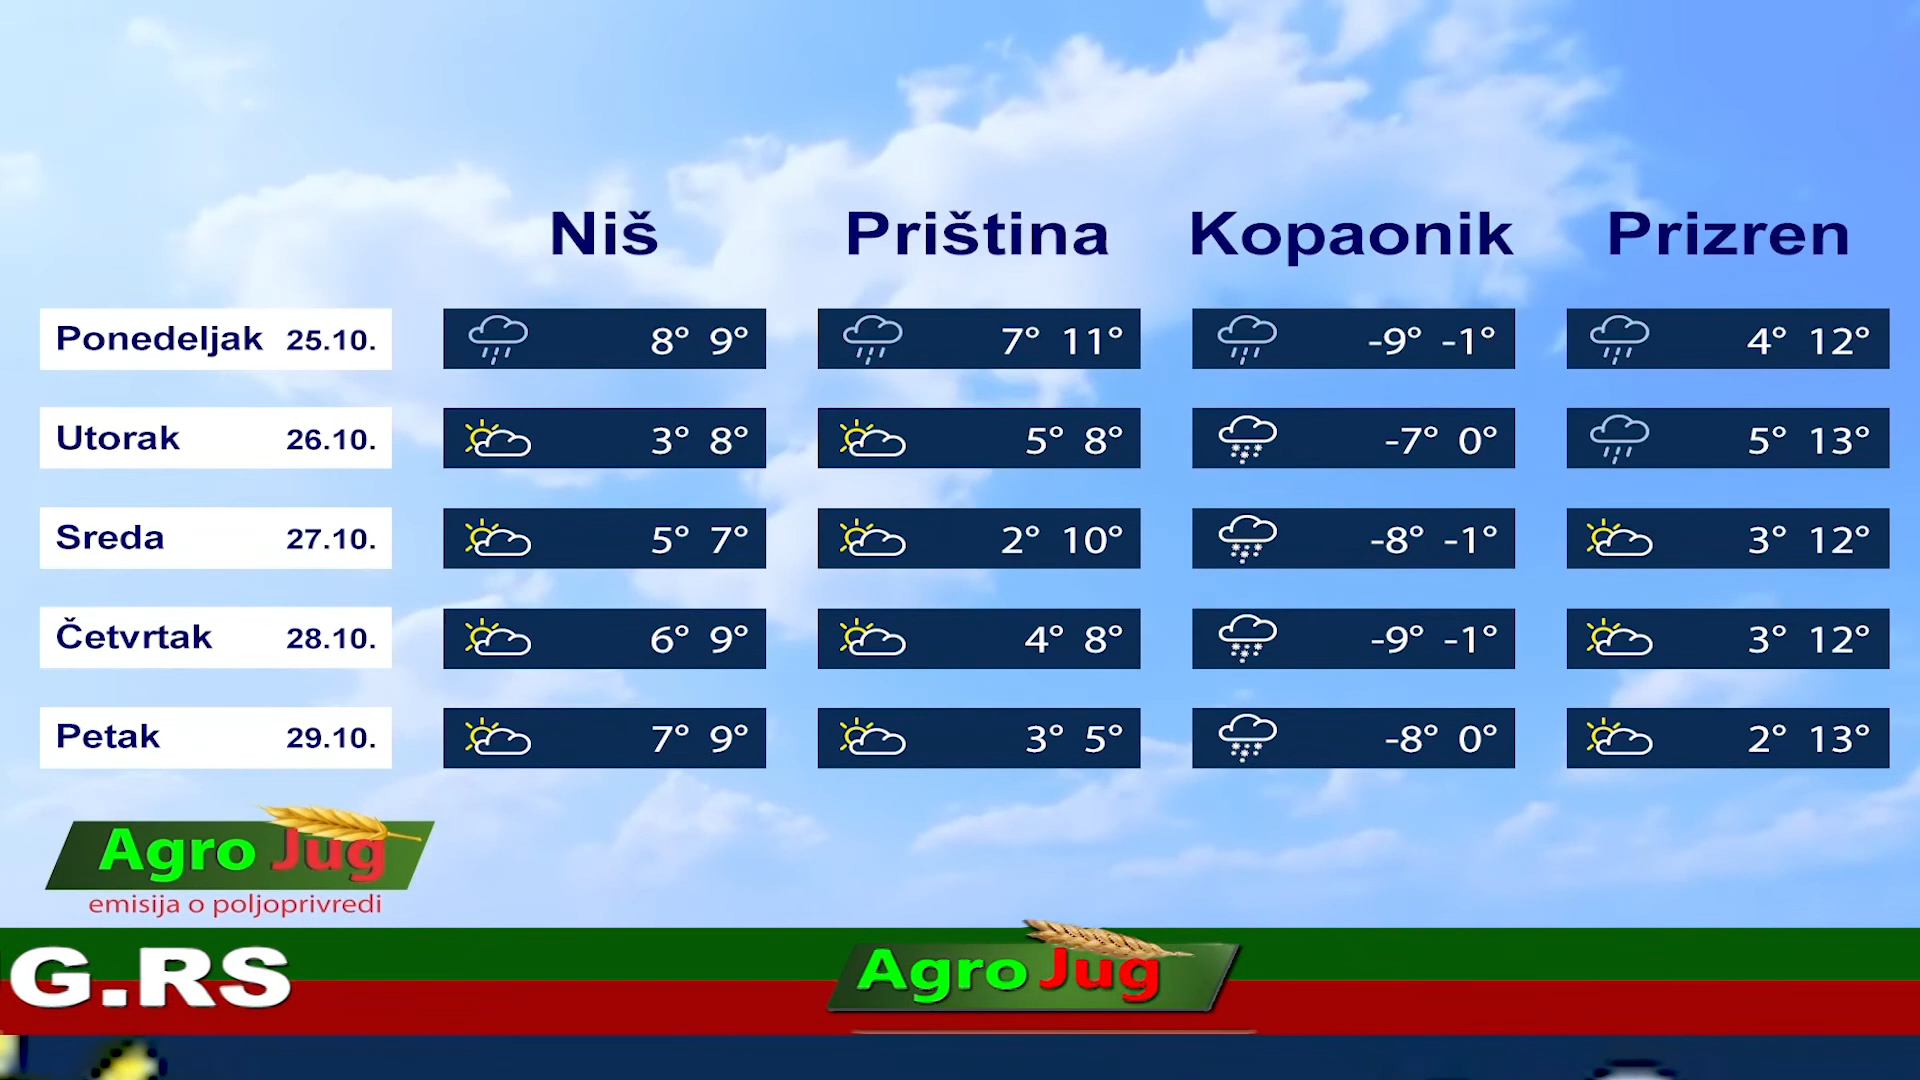 Niš Priština Kopaonik Prizren
Ponedeljak 25.10. 8° 9° 7° 11° -9° -1° 4° 12°
Utorak 26.10. 3° 8° 5° 8° -7° 0° 5° 13°
Sreda 27.10. 5° 7° 2° 10° -8° -1° 3° 12°
Četvrtak 28.10. 6° 9° 4° 8° -9° -1° 3° 12°
Petak 29.10. 7° 9° 3° 5° -8° 0° 2° 13°
Agro Jug
emisija o poljoprivredi
G.RS Agro Jug